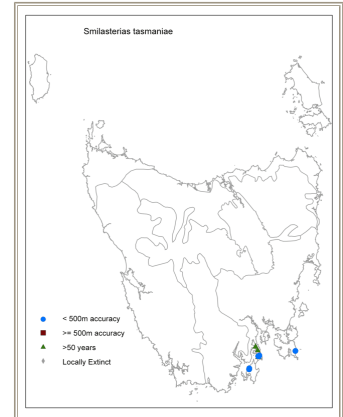 Smilasterias tasmaniae
< 500m accuracy
>= 500m accuracy
>50 years
Locally Extinct